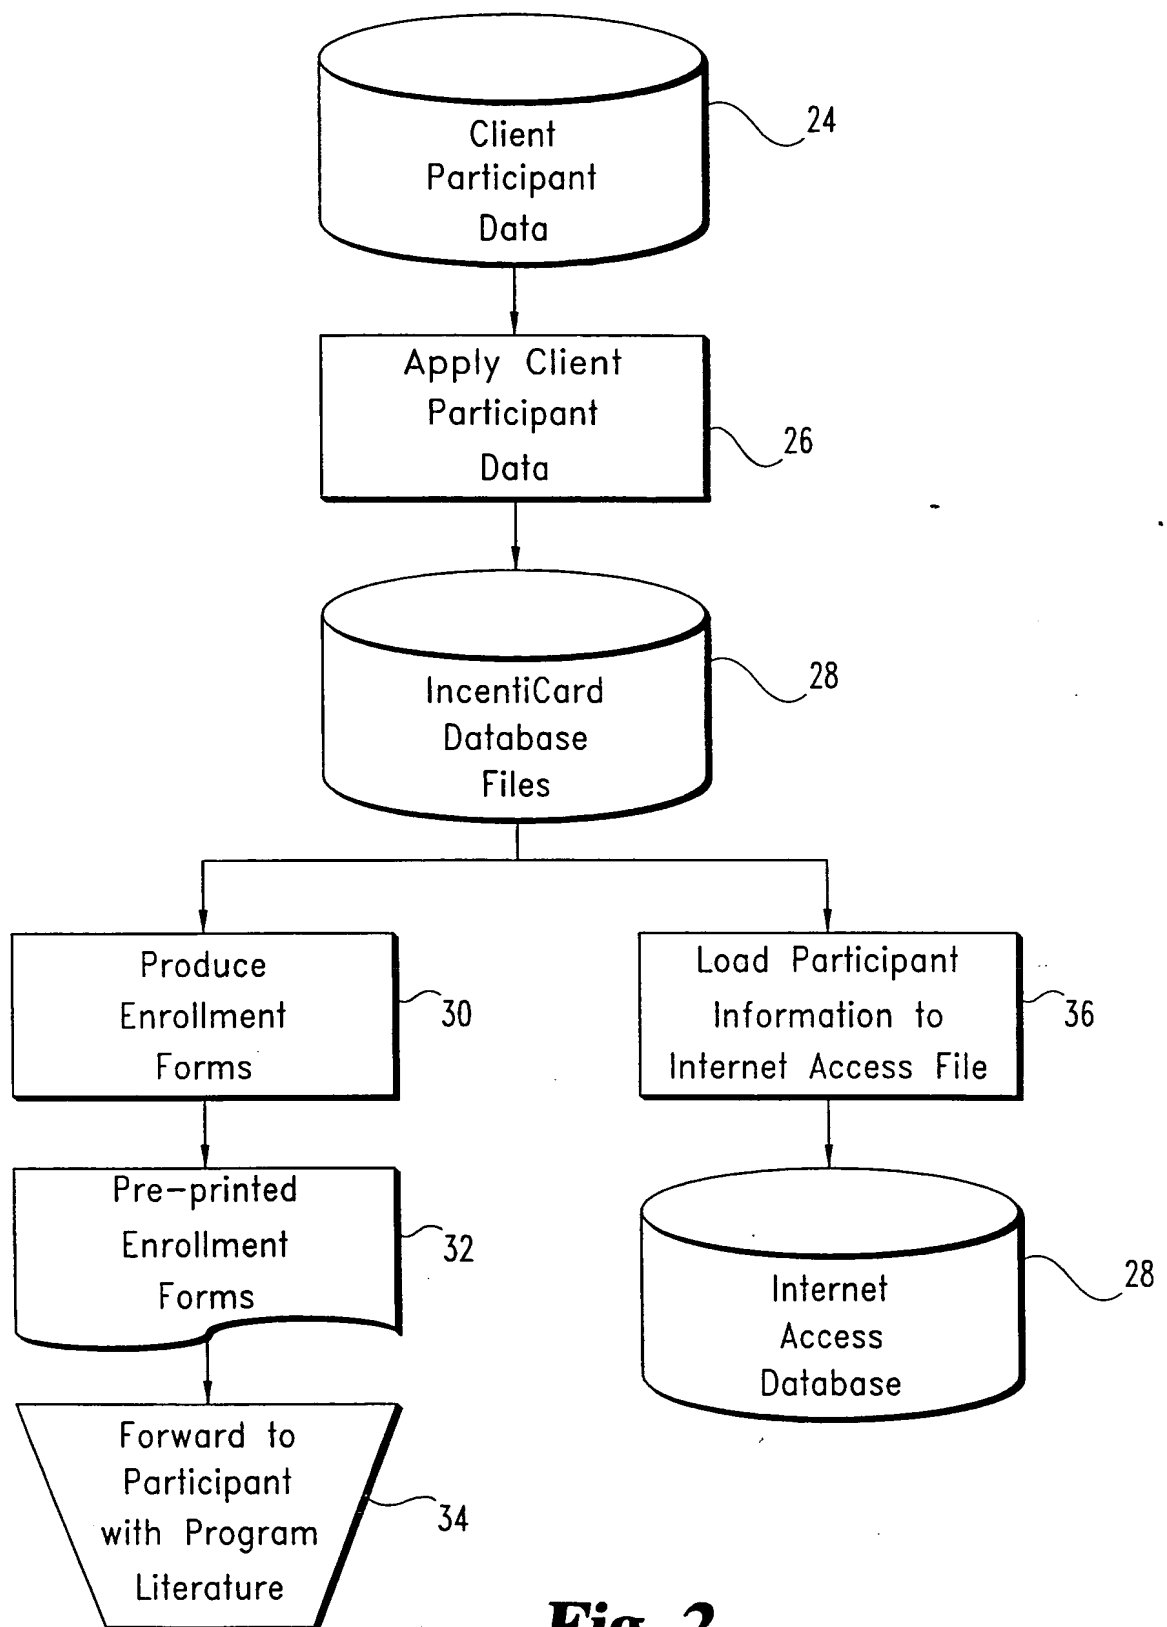 Client
Participant
Data
24
Apply Client
Participant
Data
26
IncentiCard
Database
Files
28
Produce
Enrollment
Forms
30
Load Participant
Information to
Internet Access File
36
Pre-printed
Enrollment
Forms
32
Internet
Access
Database
28
Forward to
Participant
with Program
Literature
34
Fig. 2